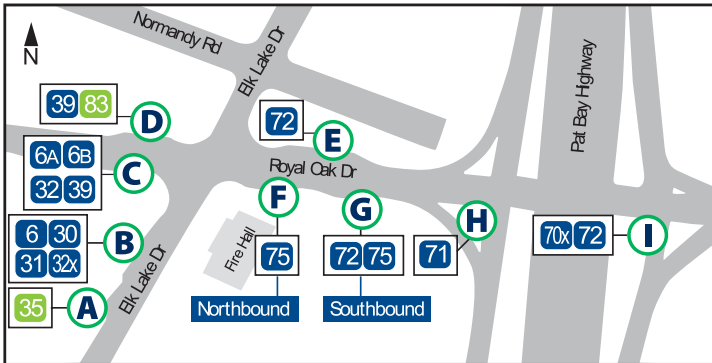 Normandy Rd
Elk Lake Dr
N
Pat Bay Highway
39 83
D
72
E
6A 6B
32 39
C
Royal Oak Dr
F
G
H
6 30
31 32x
B
Fire Hall
75
72 75
71
70x 72
I
Elk Lake Dr
35
A
Northbound
Southbound